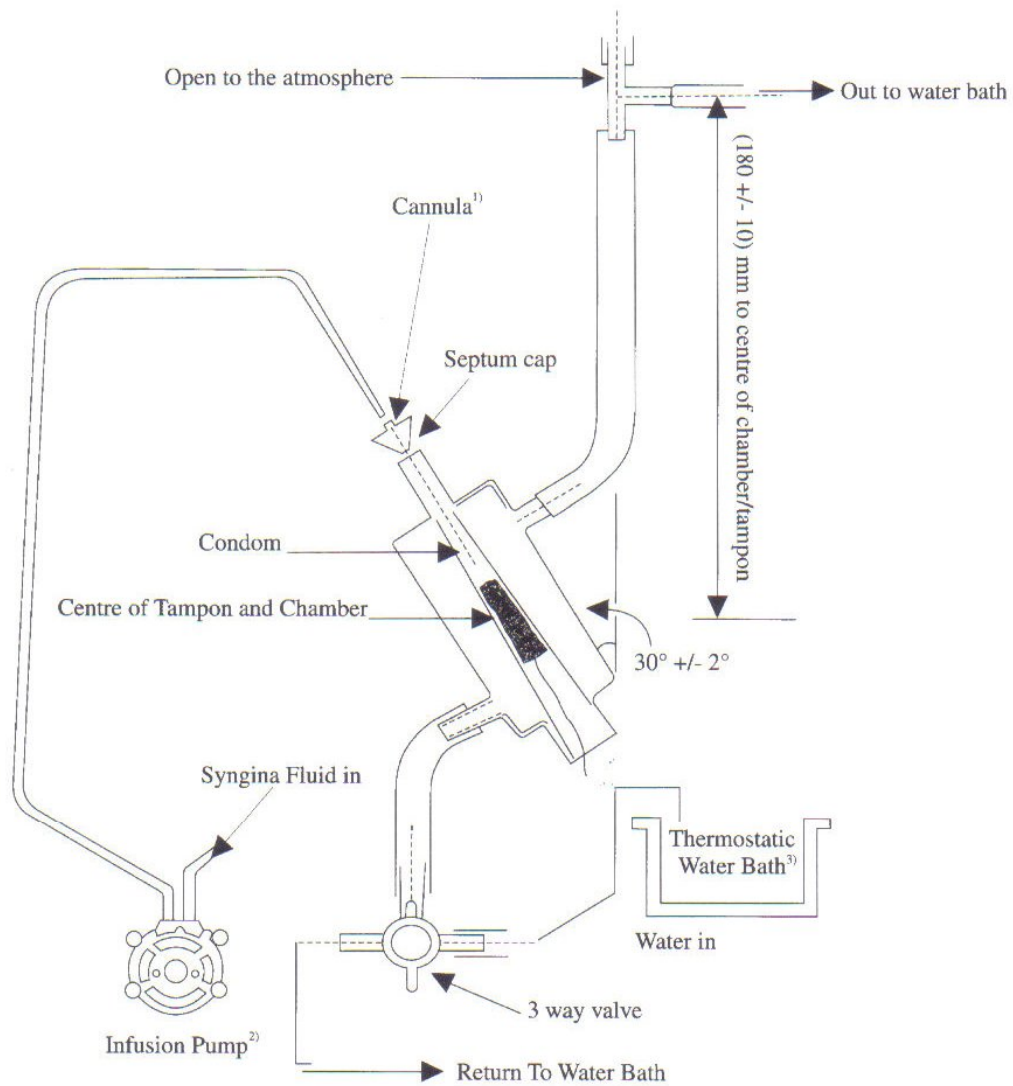 Open to the atmosphere
Out to water bath
(180 +/- 10) mm to centre of chamber/tampon
Cannula¹⁾
Septum cap
Condom
Centre of Tampon and Chamber
30° +/- 2°
Syngina Fluid in
Thermostatic
Water Bath³⁾
Water in
3 way valve
Infusion Pump²⁾
Return To Water Bath